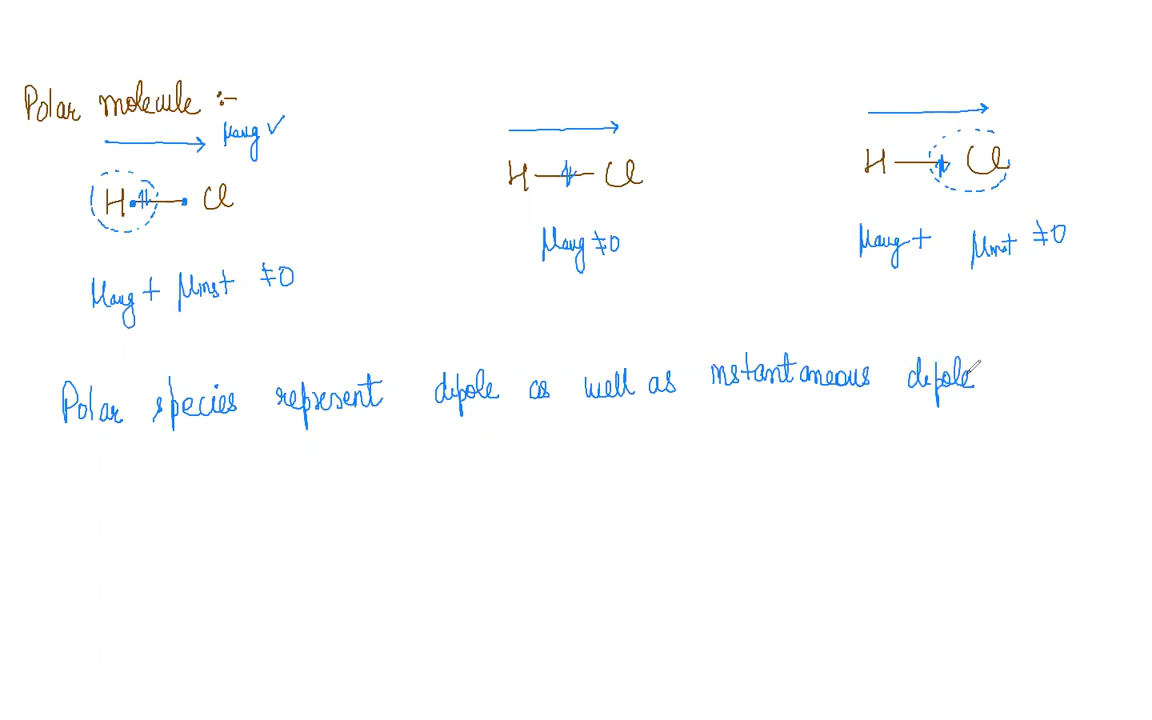 Polar molecule :-
μavg ✓
H Cl H Cl H Cl
μavg + μinst ≠0 μavg ≠0 μavg + μinst ≠0
Polar species represent dipole as well as instantaneous dipole